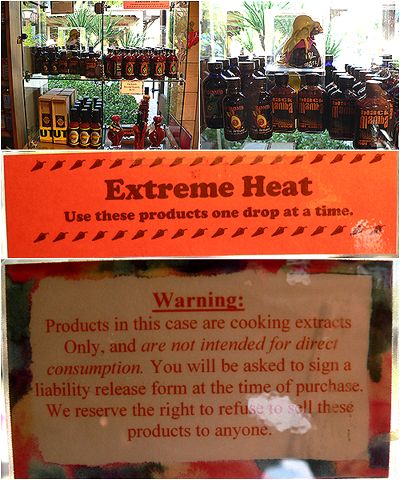 Black
Mamba
Extreme Heat
Use these products one drop at a time.
Warning:
Products in this case are cooking extracts
Only, and are not intended for direct
consumption. You will be asked to sign a
liability release form at the time of purchase.
We reserve the right to refuse to sell these
products to anyone.